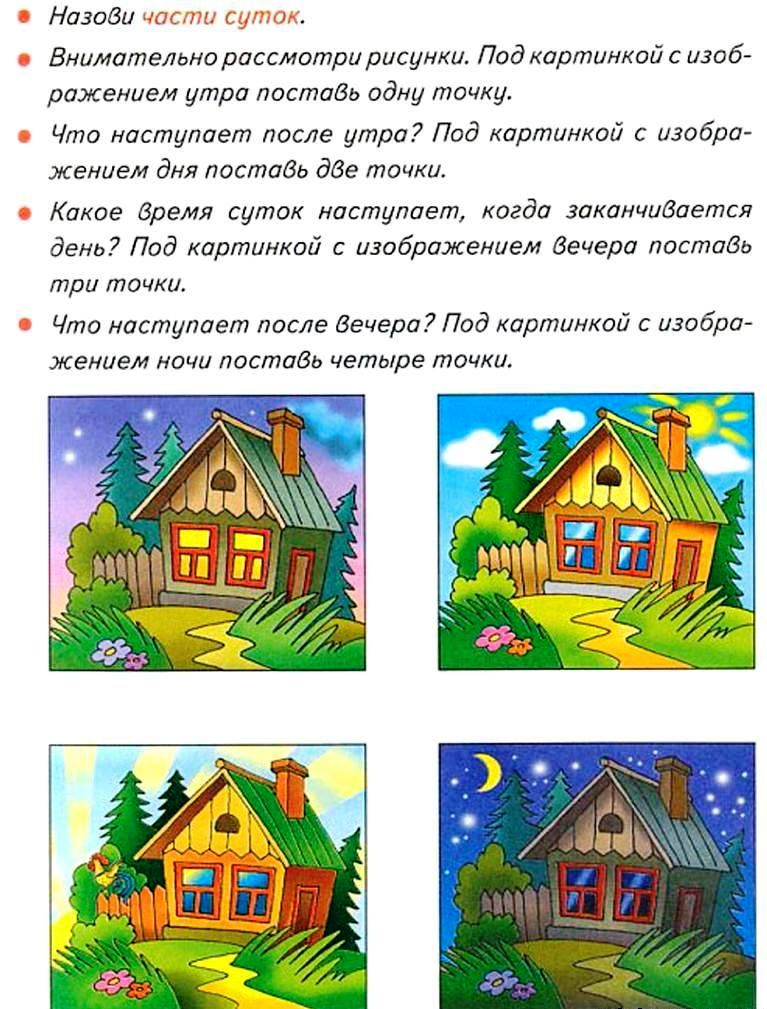 Назови части суток.
Внимательно рассмотри рисунки. Под картинкой с изоб-
ражением утра поставь одну точку.
Что наступает после утра? Под картинкой с изобра-
жением дня поставь две точки.
Какое время суток наступает, когда заканчивается
день? Под картинкой с изображением вечера поставь
три точки.
Что наступает после вечера? Под картинкой с изобра-
жением ночи поставь четыре точки.